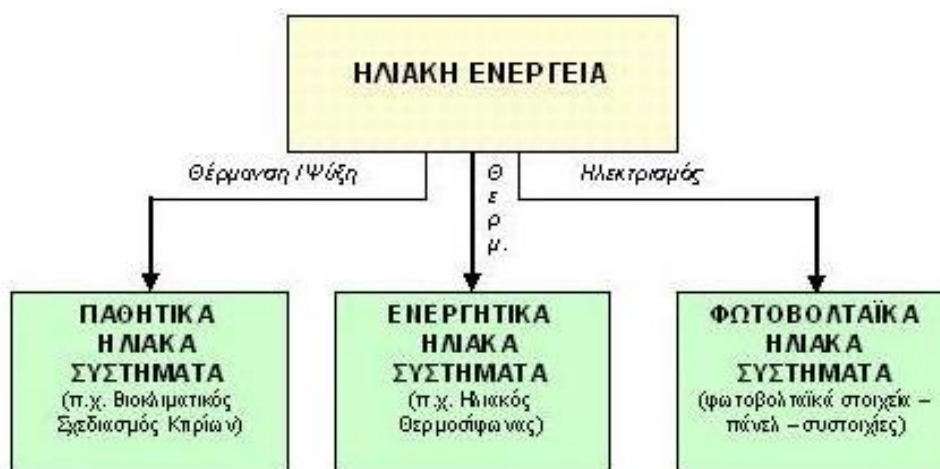 ΗΛΙΑΚΗ ΕΝΕΡΓΕΙΑ
Θέρμανση / Ψύξη
Θερμ.
Ηλεκτρισμός
ΠΑΘΗΤΙΚΑ
ΗΛΙΑΚΑ
ΣΥΣΤΗΜΑΤΑ
(π.χ. Βιοκλιματικός
Σχεδιασμός Κτιρίων)
ΕΝΕΡΓΗΤΙΚΑ
ΗΛΙΑΚΑ
ΣΥΣΤΗΜΑΤΑ
(π.χ. Ηλιακός
Θερμοσίφωνας)
ΦΩΤΟΒΟΛΤΑΪΚΑ
ΗΛΙΑΚΑ
ΣΥΣΤΗΜΑΤΑ
(φωτοβολταϊκά στοιχεία –
πάνελ – συστοιχίες)